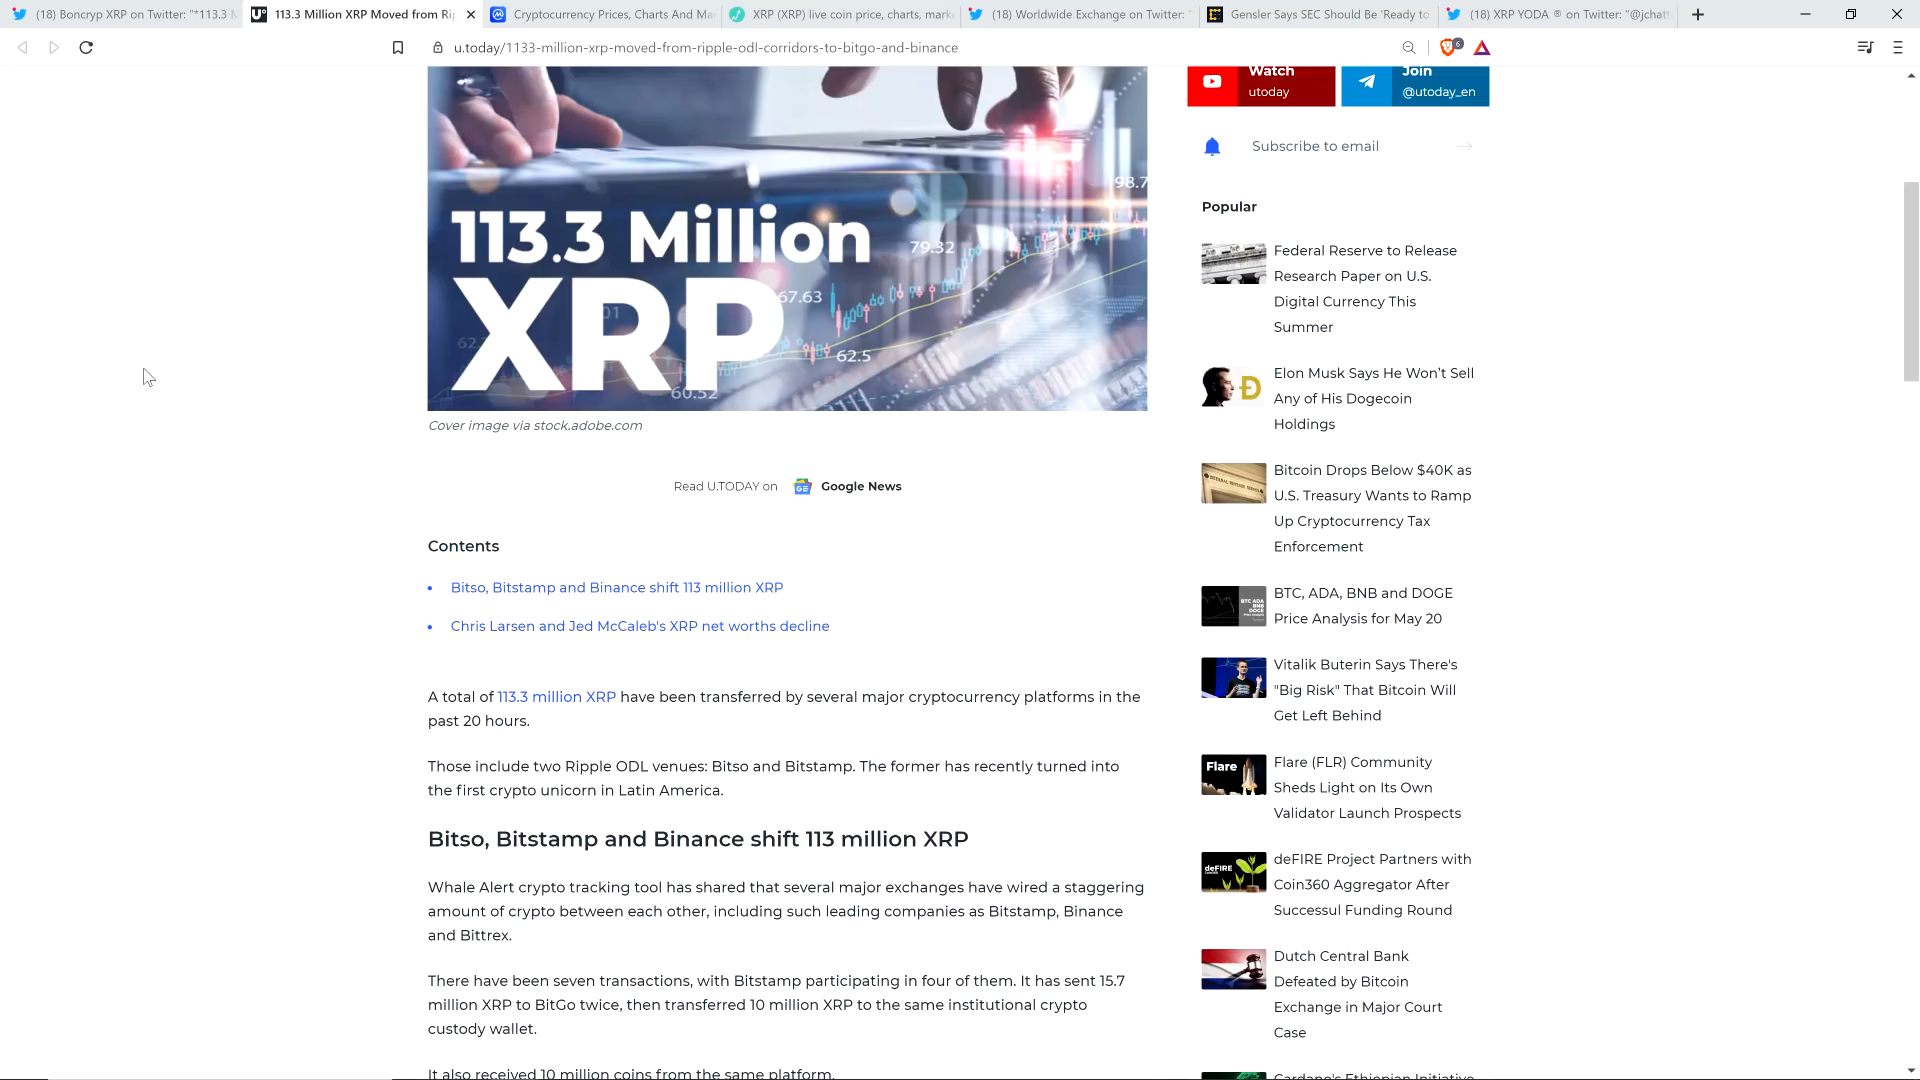 (18) Boncryp XRP on Twitter: "*113.3 M
113.3 Million XRP Moved from Rip
Cryptocurrency Prices, Charts And Mar
XRP (XRP) live coin price, charts, mark
(18) Worldwide Exchange on Twitter: "
Gensler Says SEC Should Be 'Ready to
(18) XRP YODA ® on Twitter: "@jchatt
u.today/1133-million-xrp-moved-from-ripple-odl-corridors-to-bitgo-and-binance
6
113.3 Million
XRP
98.7
79.32
67.63
62.5
60.52
Cover image via stock.adobe.com
Read U.TODAY on Google News
Contents
• Bitso, Bitstamp and Binance shift 113 million XRP
• Chris Larsen and Jed McCaleb's XRP net worths decline
A total of 113.3 million XRP have been transferred by several major cryptocurrency platforms in the
past 20 hours.
Those include two Ripple ODL venues: Bitso and Bitstamp. The former has recently turned into
the first crypto unicorn in Latin America.
Bitso, Bitstamp and Binance shift 113 million XRP
Whale Alert crypto tracking tool has shared that several major exchanges have wired a staggering
amount of crypto between each other, including such leading companies as Bitstamp, Binance
and Bittrex.
There have been seven transactions, with Bitstamp participating in four of them. It has sent 15.7
million XRP to BitGo twice, then transferred 10 million XRP to the same institutional crypto
custody wallet.
It also received 10 million coins from the same platform.
Watch
utoday
Join
@utoday_en
Subscribe to email
Popular
Federal Reserve to Release
Research Paper on U.S.
Digital Currency This
Summer
Elon Musk Says He Won't Sell
Any of His Dogecoin
Holdings
Bitcoin Drops Below $40K as
U.S. Treasury Wants to Ramp
Up Cryptocurrency Tax
Enforcement
BTC, ADA, BNB and DOGE
Price Analysis for May 20
Vitalik Buterin Says There's
"Big Risk" That Bitcoin Will
Get Left Behind
Flare
Flare (FLR) Community
Sheds Light on Its Own
Validator Launch Prospects
deFIRE
deFIRE Project Partners with
Coin360 Aggregator After
Successul Funding Round
Dutch Central Bank
Defeated by Bitcoin
Exchange in Major Court
Case
Cardano's Ethiopian Initiative